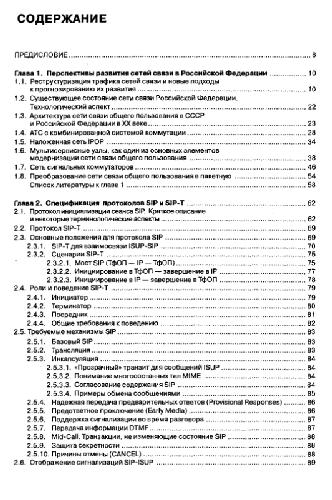 СОДЕРЖАНИЕ
ПРЕДИСЛОВИЕ 8
Глава 1. Перспективы развития сетей связи в Российской Федерации 10
1.1. Реструктуризация трафика сетей связи и новые подходы
к прогнозированию их развития 10
1.2. Существующее состояние сети связи Российской Федерации.
Технологический аспект 22
1.3. Архитектура сети связи общего пользования в СССР
и Российской Федерации в XX веке 23
1.4. АТС с комбинированной системой коммутации 28
1.5. Наложенная сеть IPOP 34
1.6. Мультисервисные узлы, как один из основных элементов
модернизации сети связи общего пользования 38
1.7. Сеть сигнальных коммутаторов 49
1.8. Преобразование сети связи общего пользования в пакетную 54
Список литературы к главе 1 58
Глава 2. Спецификация протоколов SIP и SIP-T 62
2.1. Протокол инициализации сеанса SIP. Краткое описание
и некоторые терминологические аспекты 62
2.2. Протокол SIP-T 69
2.3. Основные положения для протокола SIP 69
2.3.1. SIP-T для взаимосвязи ISUP-SIP 70
2.3.2. Сценарии SIP-T 76
2.3.2.1. Мост SIP (ТфОП — IP — ТфОП) 75
2.3.2.2. Инициирование в ТфОП — завершение в IP 77
2.3.2.3. Инициирование в IP — завершение в ТфОП 78
2.4. Роли и поведение SIP-T 79
2.4.1. Инициатор 79
2.4.2. Терминатор 80
2.4.3. Посредник 81
2.4.4. Общие требования к поведению 82
2.5. Требуемые механизмы SIP 83
2.5.1. Базовый SIP 83
2.5.2. Трансляция 83
2.5.3. Инкапсуляция 84
2.5.3.1. «Прозрачный» транзит для сообщений ISUP 84
2.5.3.2. Понимание многосоставных тел MIME 84
2.5.3.3. Согласование содержания SIP 84
2.5.3.4. Примеры обмена сообщениями 85
2.5.4. Надежная передача предварительных ответов (Provisional Responses) 86
2.5.5. Предответное проключение (Early Media) 86
2.5.6. Поддержка сигнализации во время разговора 87
2.5.7. Передача информации DTMF 87
2.5.8. Mid-Call. Транзакции, не изменяющие состояние SIP 88
2.5.9. Защита секретности 88
2.5.10. Причины отмены (CANCEL) 88
2.6. Отображение сигнализаций SIP-ISUP 89